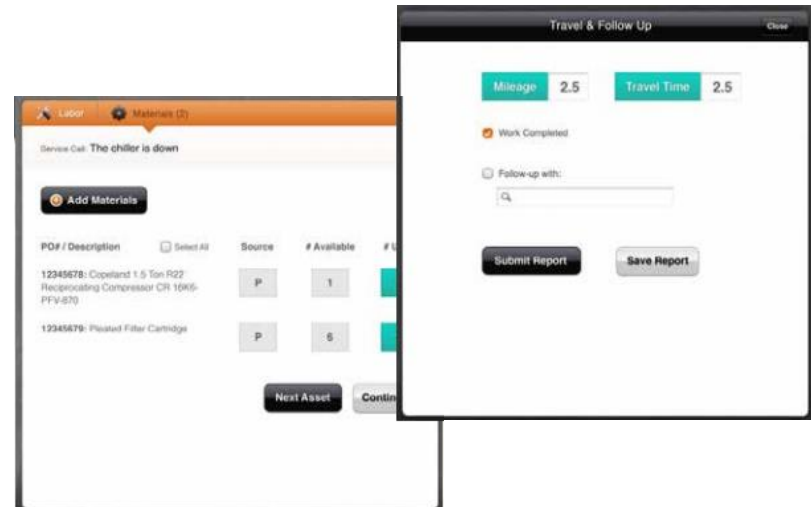 Travel & Follow Up
Close
Mileage 2.5
Travel Time 2.5
Work Completed
Follow-up with:
Submit Report
Save Report
Labor
Materials (2)
Service Call: The chiller is down
Add Materials
PO# / Description Select All Source # Available # U
12345678: Copeland 1.5 Ton R22
Reciprocating Compressor CR 16K6-
PFV-870
P 1
12345679: Pleated Filter Cartridge
P 6
Next Asset
Contin